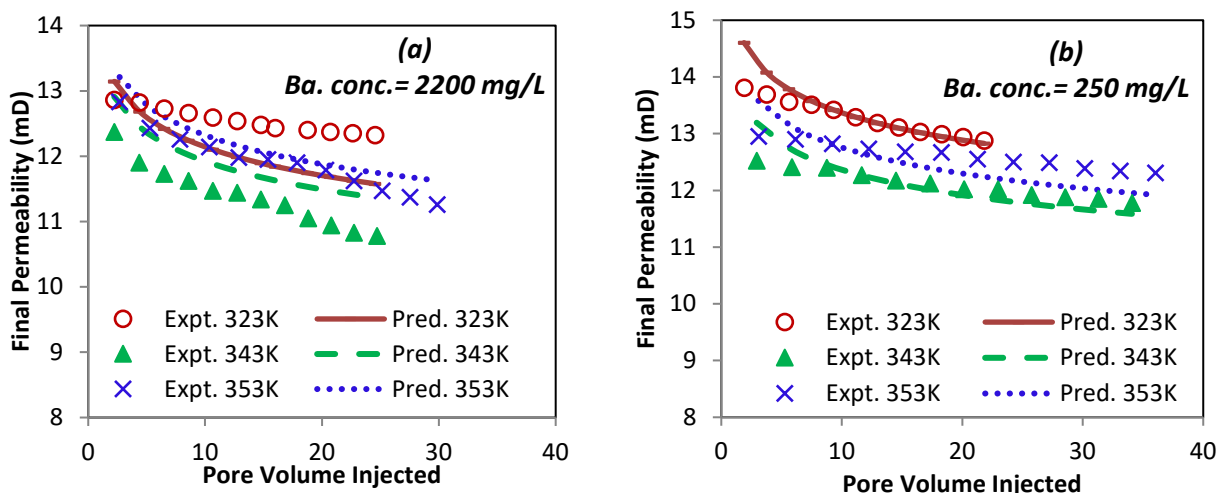 (a)
Ba. conc.= 2200 mg/L
Final Permeability (mD)
14
13
12
11
10
9
8
Expt. 323K
Pred. 323K
Expt. 343K
Pred. 343K
Expt. 353K
Pred. 353K
0
10
20
30
40
Pore Volume Injected
(b)
Ba. conc.= 250 mg/L
Final Permeability (mD)
15
14
13
12
11
10
9
8
Expt. 323K
Pred. 323K
Expt. 343K
Pred. 343K
Expt. 353K
Pred. 353K
0
10
20
30
40
Pore Volume Injected